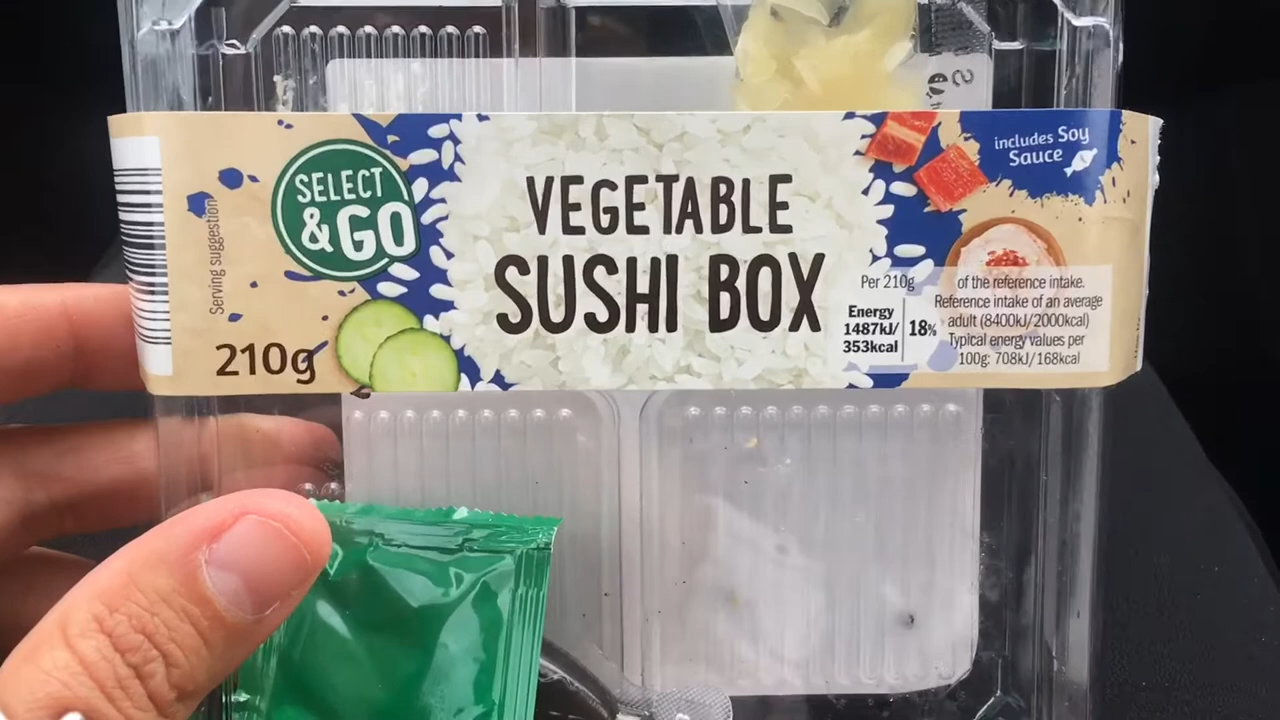 includes Soy
Sauce
SELECT
& GO
VEGETABLE
SUSHI BOX
Serving suggestion
210g
Per 210g
Energy
1487kJ/
353kcal
18%
of the reference intake.
Reference intake of an average
adult (8400kJ/2000kcal)
Typical energy values per
100g: 708kJ/168kcal